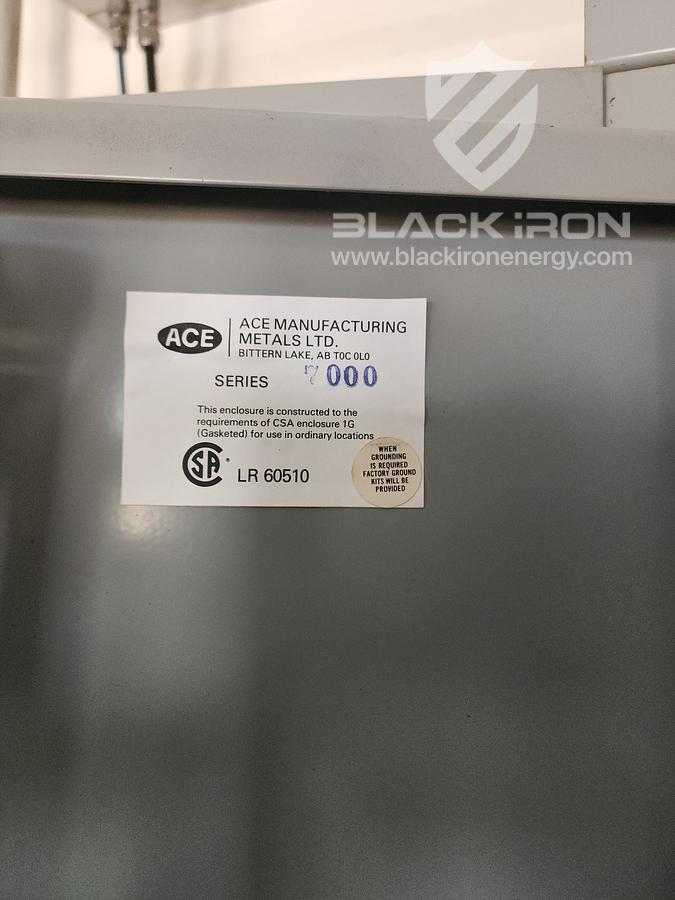 BLACK iRON
www.blackironenergy.com
ACE
ACE MANUFACTURING
METALS LTD.
BITTERN LAKE, AB T0C 0L0
SERIES 7000
This enclosure is constructed to the
requirements of CSA enclosure 1G
(Gasketed) for use in ordinary locations
CSA
LR 60510
WHEN
GROUNDING
IS REQUIRED
FACTORY GROUND
KITS WILL BE
PROVIDED